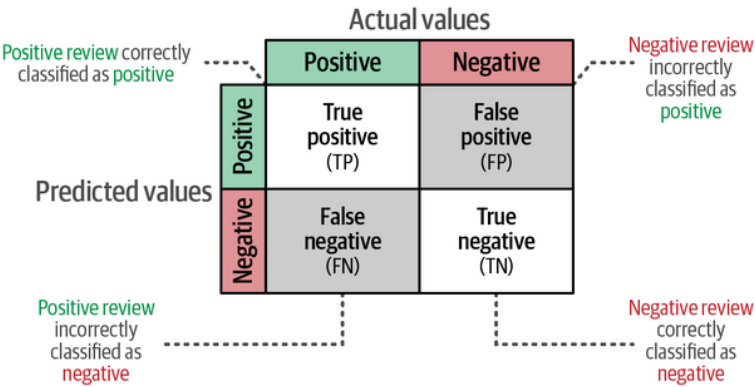 Actual values
Positive review correctly
classified as positive
Positive
Negative
Negative review
incorrectly
classified as
positive
Predicted values
Positive
True
positive
(TP)
False
positive
(FP)
Negative
False
negative
(FN)
True
negative
(TN)
Positive review
incorrectly
classified as
negative
Negative review
correctly
classified as
negative